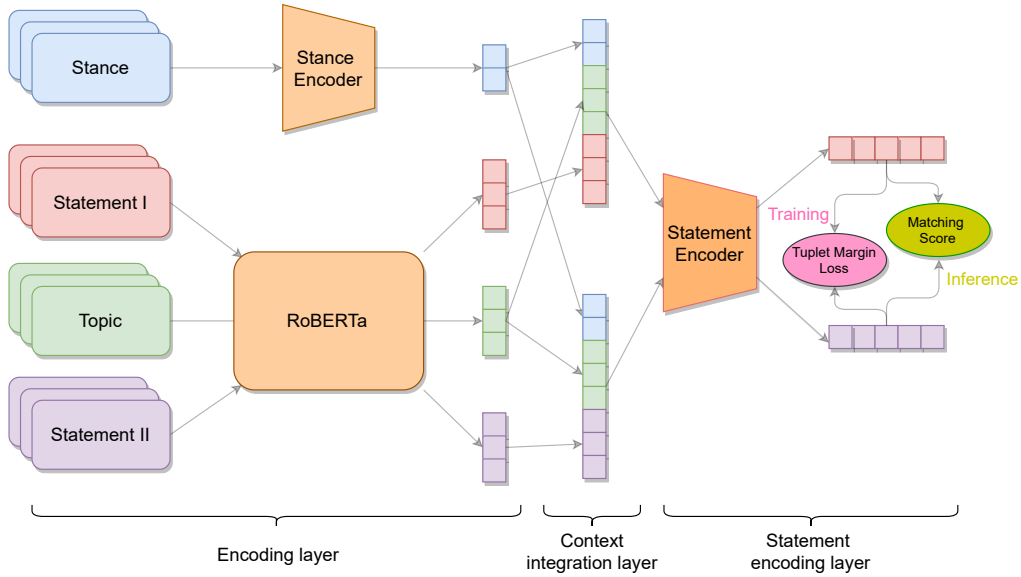 Stance
Stance
Encoder
Statement I
Topic
Statement II
RoBERTa
Statement
Encoder
Training
Matching
Score
Tuplet Margin
Loss
Inference
Encoding layer
Context
integration layer
Statement
encoding layer